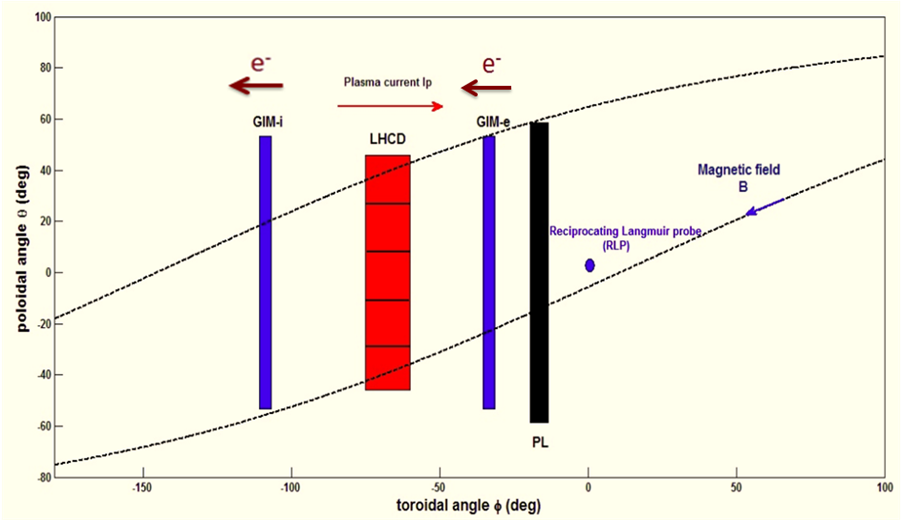 100
80
60
40
20
0
-20
-40
-60
-80
poloidal angle θ (deg)
e-
e-
Plasma current Ip
GIM-i
LHCD
GIM-e
Magnetic field
B
Reciprocating Langmuir probe
(RLP)
PL
-150
-100
-50
0
50
100
toroidal angle ϕ (deg)